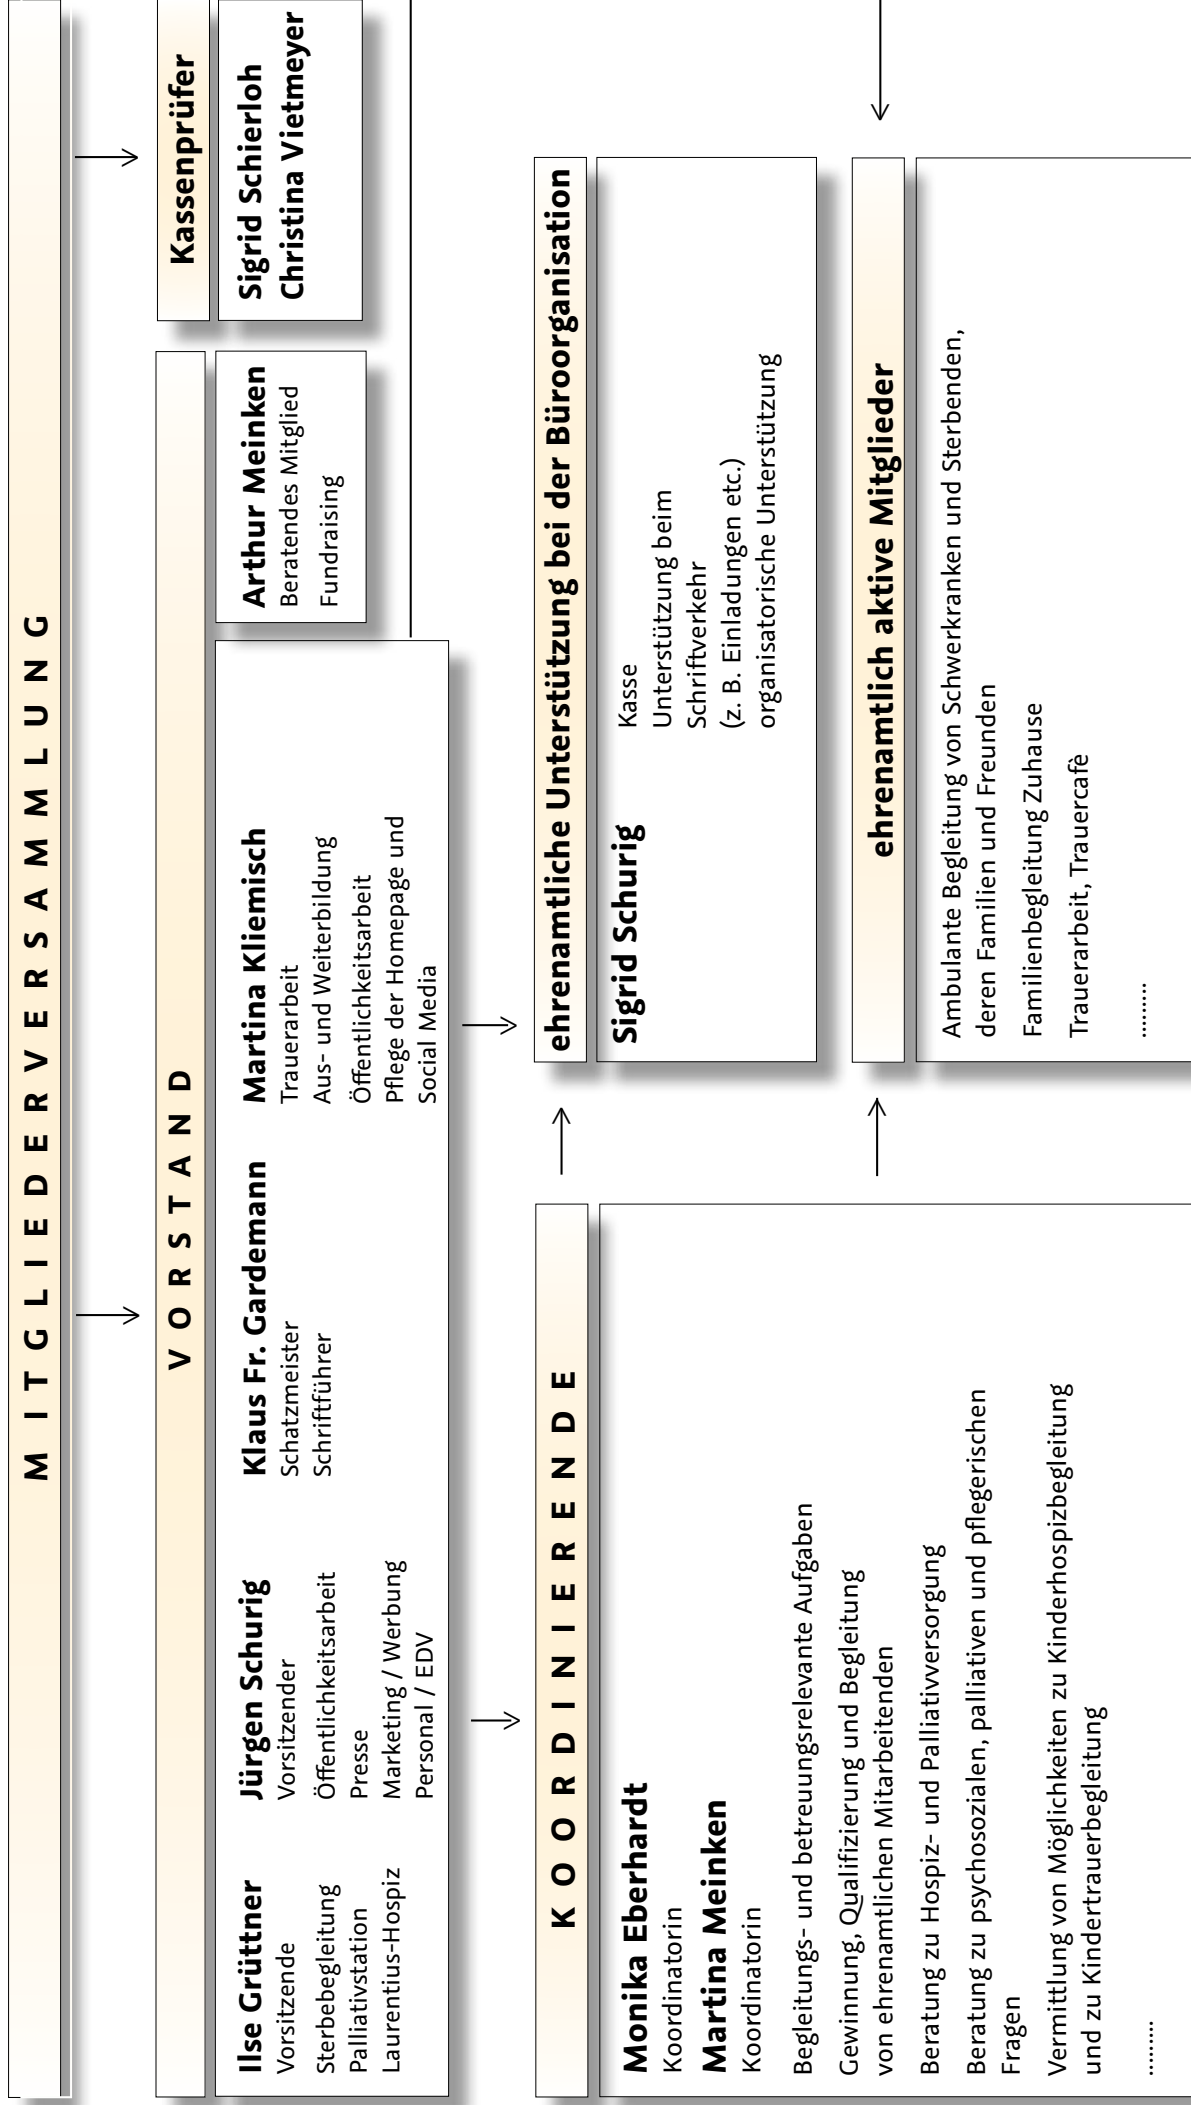 MITGLIEDERVERSAMMLUNG
VORSTAND
Ilse Grüttner
Vorsitzende
Sterbebegleitung
Palliativstation
Laurentius-Hospiz
Jürgen Schurig
Vorsitzender
Öffentlichkeitsarbeit
Presse
Marketing / Werbung
Personal / EDV
Klaus Fr. Gardemann
Schatzmeister
Schriftführer
Martina Kliemisch
Trauerarbeit
Aus- und Weiterbildung
Öffentlichkeitsarbeit
Pflege der Homepage und
Social Media
Arthur Meinken
Beratendes Mitglied
Fundraising
Kassenprüfer
Sigrid Schierloh
Christina Vietmeyer
KOORDINIERENDE
Monika Eberhardt
Koordinatorin
Martina Meinken
Koordinatorin
Begleitungs- und betreuungsrelevante Aufgaben
Gewinnung, Qualifizierung und Begleitung
von ehrenamtlichen Mitarbeitenden
Beratung zu Hospiz- und Palliativversorgung
Beratung zu psychosozialen, palliativen und pflegerischen
Fragen
Vermittlung von Möglichkeiten zu Kinderhospizbegleitung
und zu Kindertrauerbegleitung
.........
ehrenamtliche Unterstützung bei der Büroorganisation
Sigrid Schurig
Kasse
Unterstützung beim
Schriftverkehr
(z. B. Einladungen etc.)
organisatorische Unterstützung
ehrenamtlich aktive Mitglieder
Ambulante Begleitung von Schwerkranken und Sterbenden,
deren Familien und Freunden
Familienbegleitung Zuhause
Trauerarbeit, Trauercafè
.........